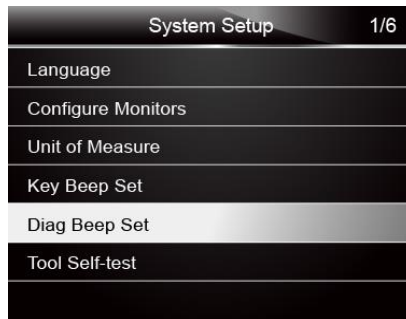 System Setup 1/6
Language
Configure Monitors
Unit of Measure
Key Beep Set
Diag Beep Set
Tool Self-test